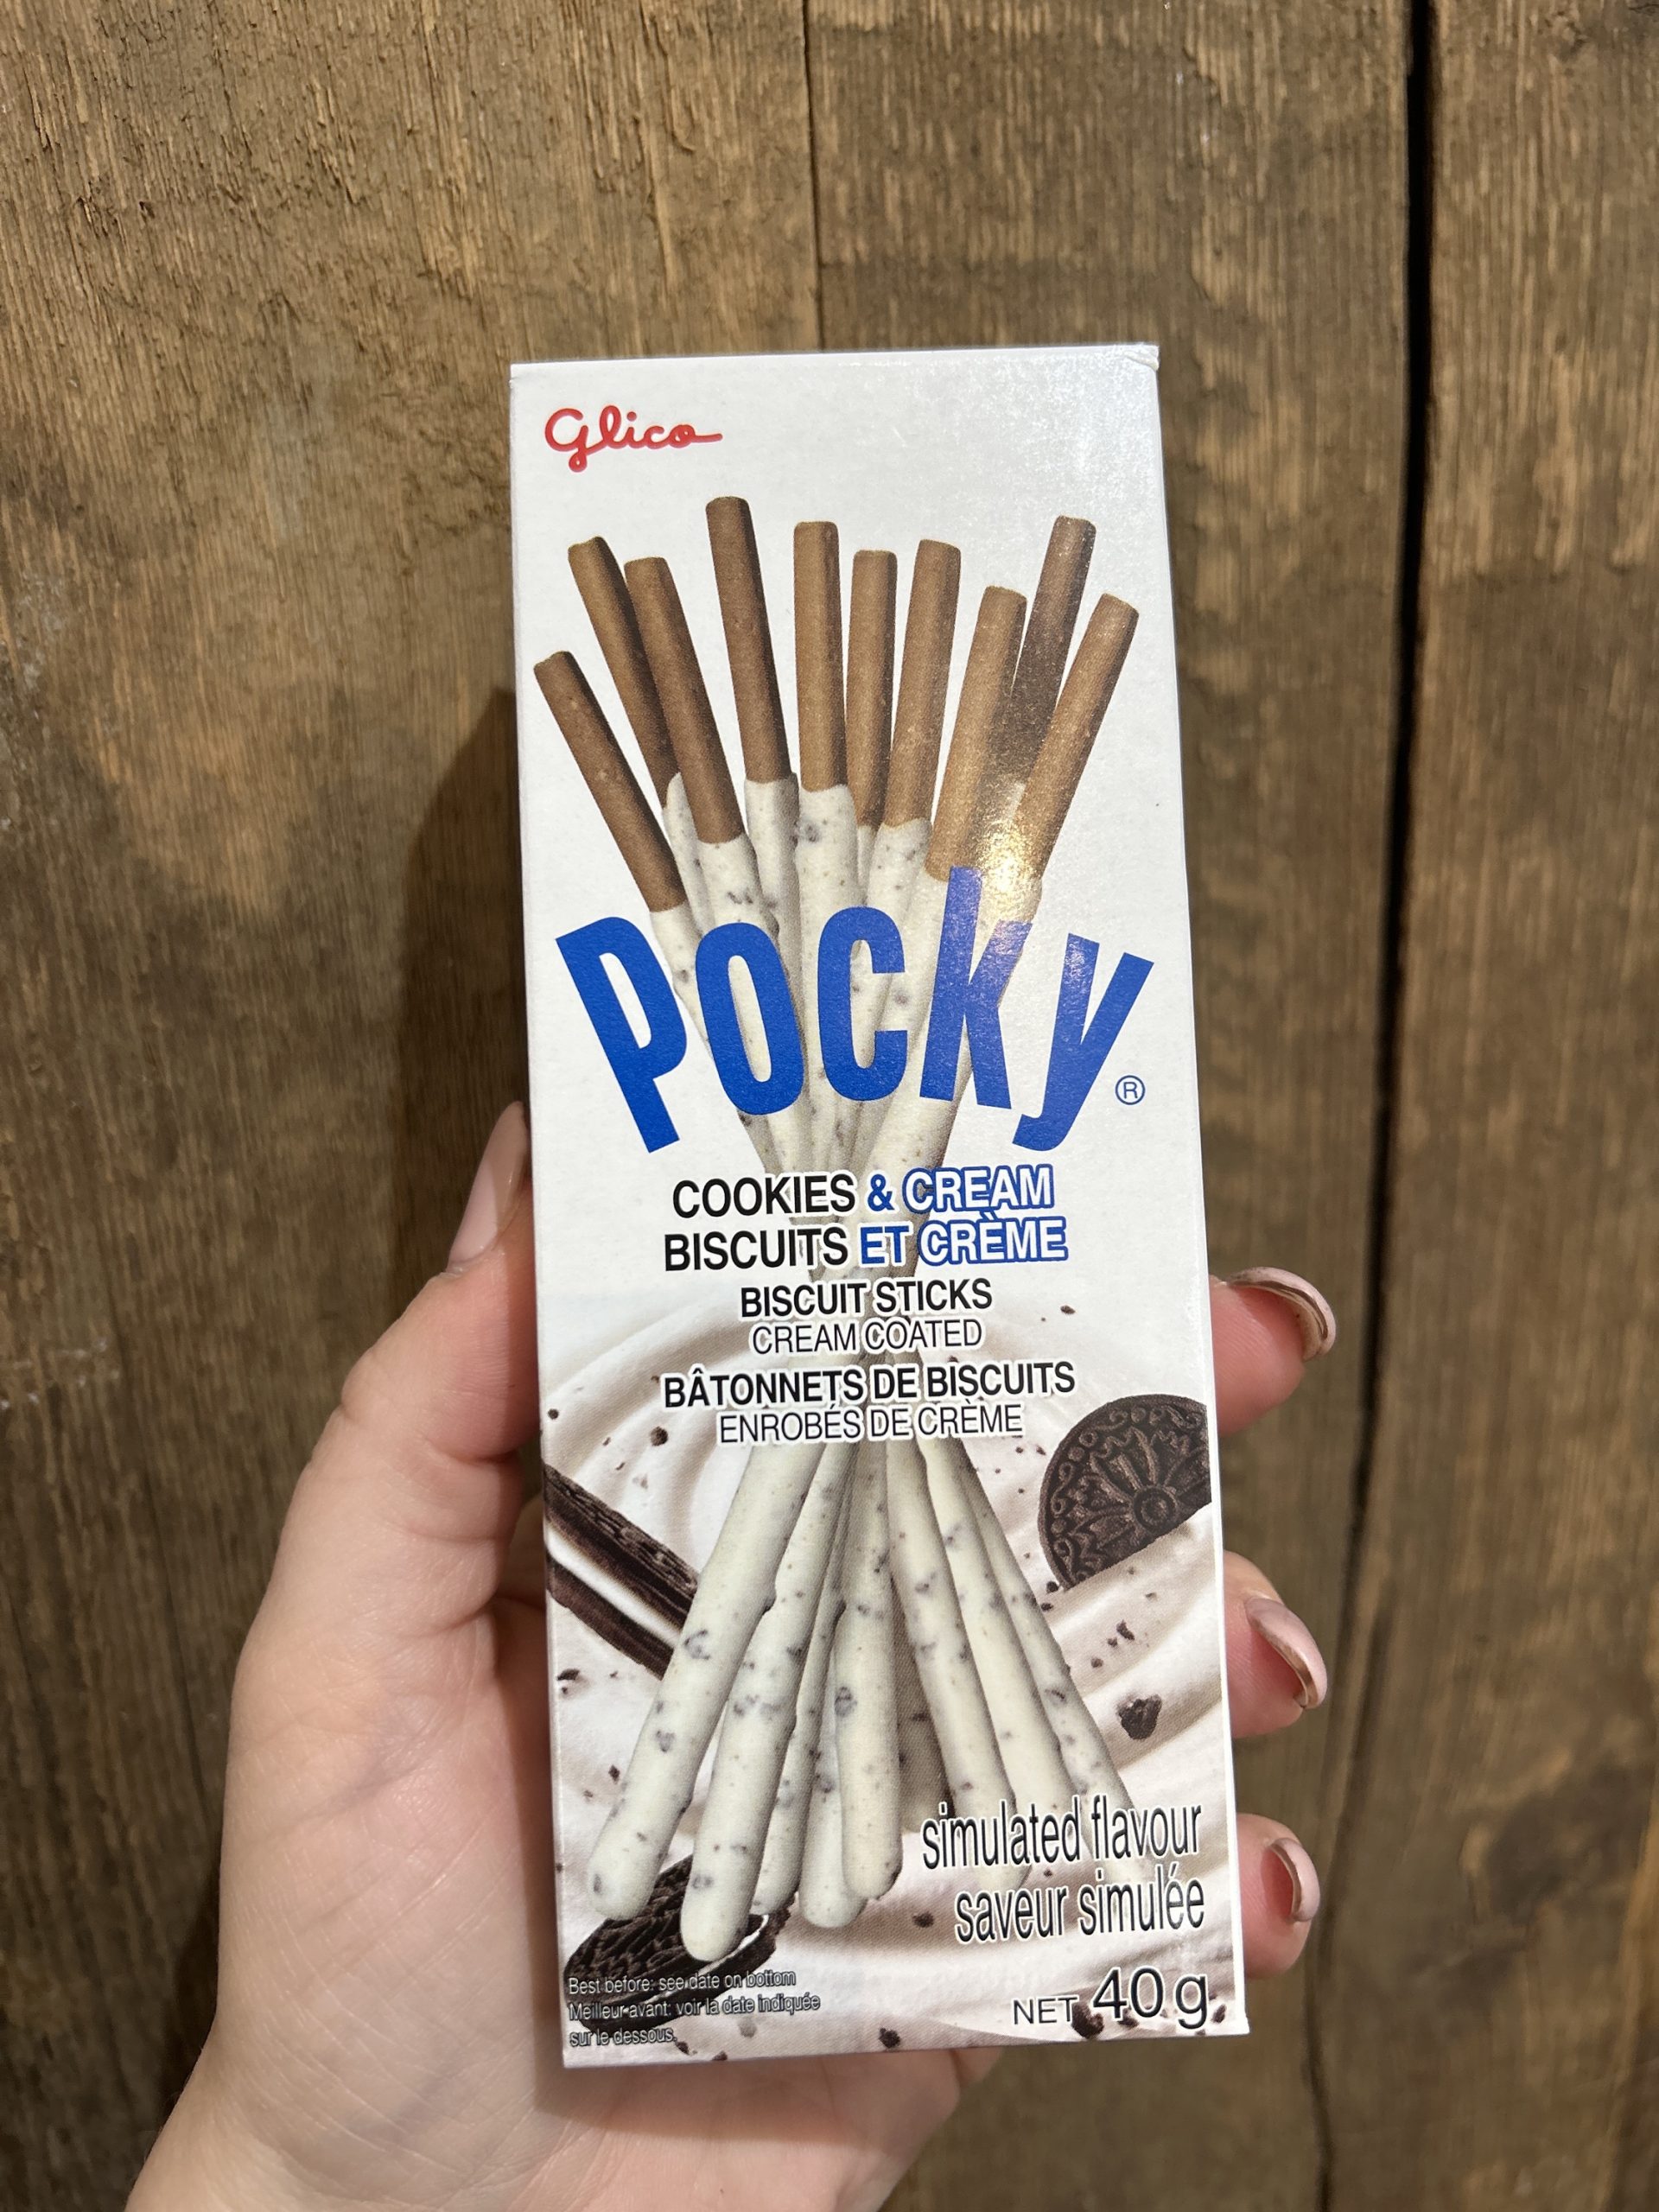 Glico
POCKY®
COOKIES & CREAM
BISCUITS ET CRÈME
BISCUIT STICKS
CREAM COATED
BÂTONNETS DE BISCUITS
ENROBÉS DE CRÈME
simulated flavour
saveur simulée
Best before: see date on bottom
Meilleur avant: voir la date indiquée
sur le dessous.
NET 40 g